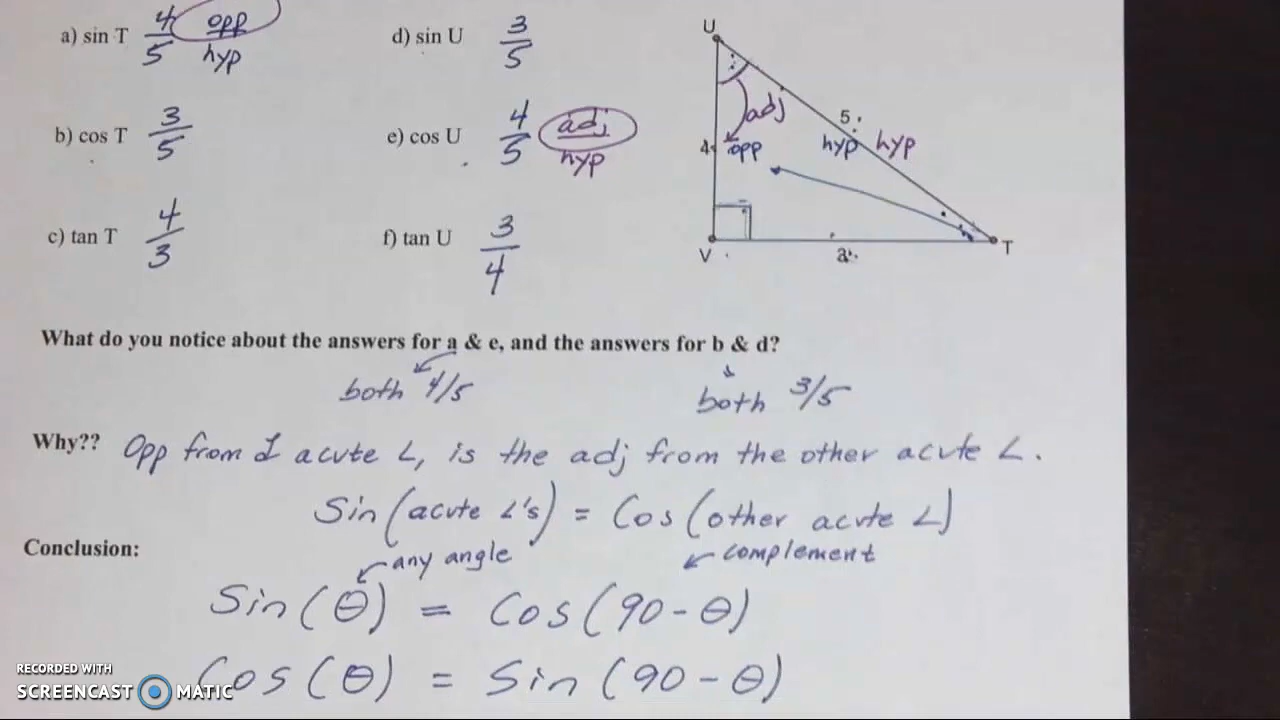 a) sin T 4/5 opp/hyp d) sin U 3/5
b) cos T 3/5 e) cos U 4/5 adj/hyp
c) tan T 4/3 f) tan U 3/4
U
adj
5
4 opp hyp hyp
V a T
What do you notice about the answers for a & e, and the answers for b & d?
both 4/5 both 3/5
Why?? Opp from 1 acute ∠, is the adj from the other acute ∠.
Sin(acute ∠'s) = Cos(other acute ∠)
Conclusion:
any angle complement
Sin(θ) = Cos(90-θ)
Cos(θ) = Sin(90-θ)
RECORDED WITH
SCREENCAST MATIC